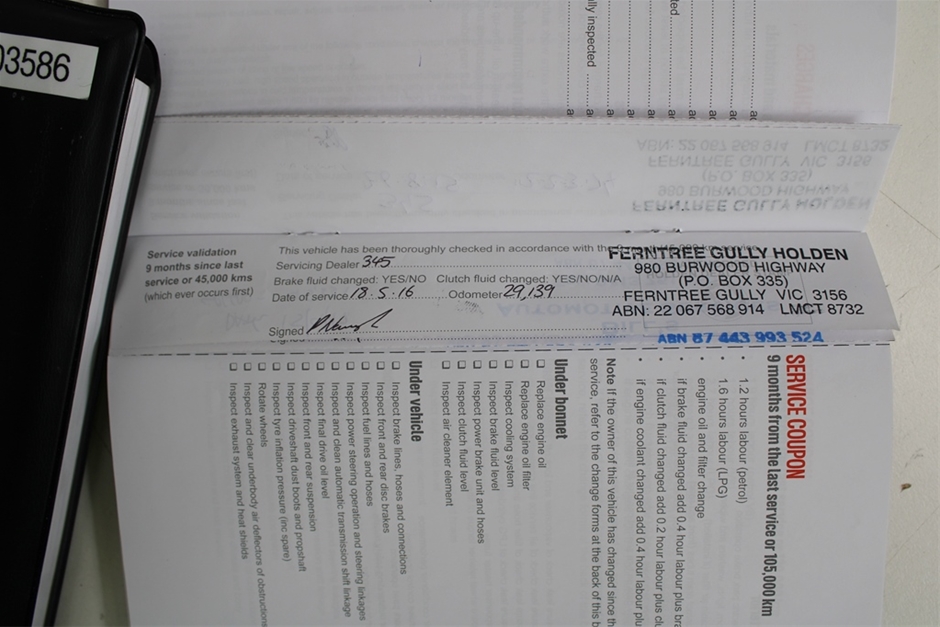 03586
lly inspected
ted
Service validation
9 months since last
service or 45,000 kms
(which ever occurs first)
This vehicle has been thoroughly checked in accordance with the
Servicing Dealer 345
Brake fluid changed: YES/NO Clutch fluid changed: YES/NO/N/A
Date of service 18.5.16 Odometer 29,139
Signed
FERNTREE GULLY HOLDEN
980 BURWOOD HIGHWAY
(P.O. BOX 335)
FERNTREE GULLY VIC 3156
ABN: 22 067 568 914 LMCT 8732
ABN 87 443 993 524
SERVICE COUPON
9 months from the last service or 105,000 km
• 1.2 hours labour (petrol)
• 1.6 hours labour (LPG)
engine oil and filter change
• if brake fluid changed add 0.4 hour labour plus bra
• if clutch fluid changed add 0.2 hour labour plus cl
• if engine coolant changed add 0.4 hour labour plu
Note If the owner of this vehicle has changed since th
service, refer to the change forms at the back of this b
Under bonnet
❑ Replace engine oil
❑ Replace engine oil filter
❑ Inspect cooling system
❑ Inspect brake fluid level
❑ Inspect power brake unit and hoses
❑ Inspect clutch fluid level
❑ Inspect air cleaner element
Under vehicle
❑ Inspect brake lines, hoses and connections
❑ Inspect front and rear disc brakes
❑ Inspect fuel lines and hoses
❑ Inspect power steering operation and steering linkages
❑ Inspect and clean automatic transmission shift linkage
❑ Inspect final drive oil level
❑ Inspect front and rear suspension
❑ Inspect driveshaft dust boots and propshaft
❑ Inspect tyre inflation pressure (inc spare)
❑ Rotate wheels
❑ Inspect and clear underbody air deflectors of obstructions
❑ Inspect exhaust system and heat shields